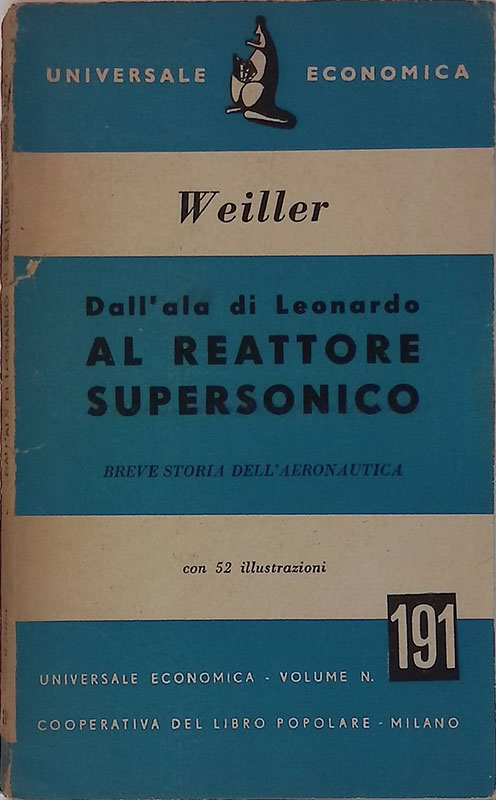 UNIVERSALE ECONOMICA
Weiller
Dall'ala di Leonardo
AL REATTORE
SUPERSONICO
BREVE STORIA DELL'AERONAUTICA
con 52 illustrazioni
191
UNIVERSALE ECONOMICA - VOLUME N.
COOPERATIVA DEL LIBRO POPOLARE - MILANO